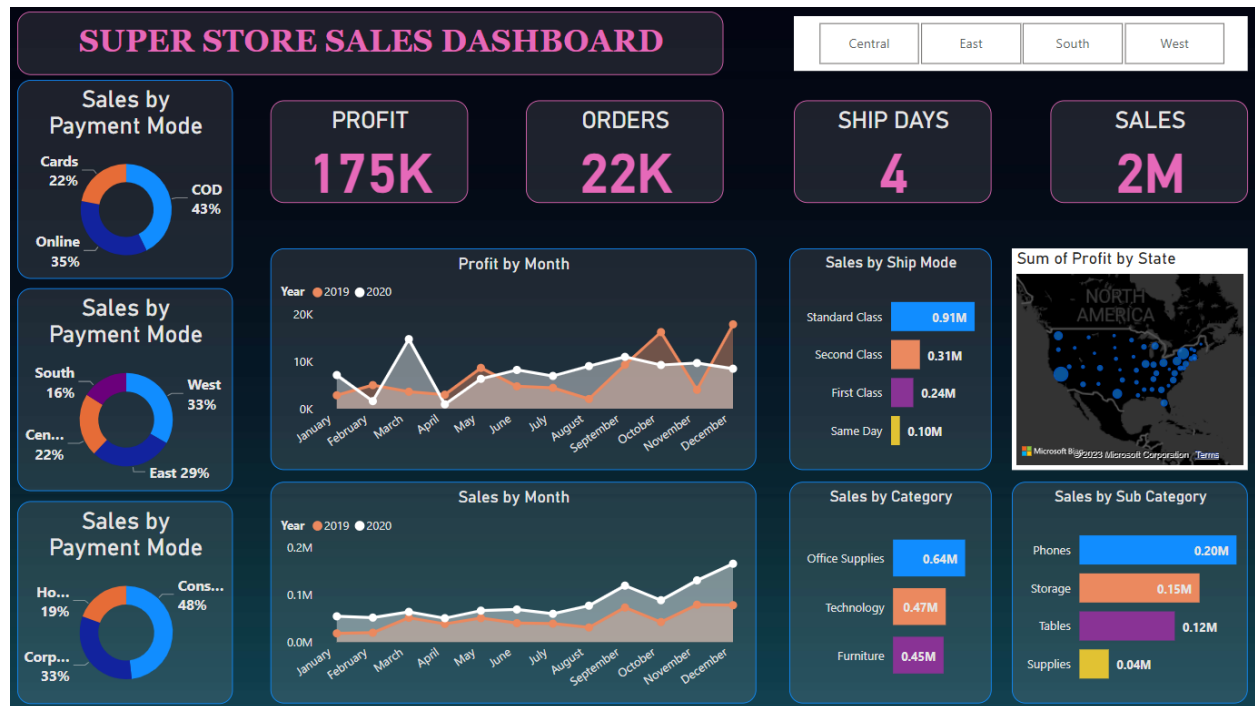 SUPER STORE SALES DASHBOARD
Central East South West
Sales by
Payment Mode
Cards
22%
COD
43%
Online
35%
PROFIT
175K
ORDERS
22K
SHIP DAYS
4
SALES
2M
Sales by
Payment Mode
South
16%
West
33%
Cen...
22%
East 29%
Sales by
Payment Mode
Ho...
19%
Cons...
48%
Corp...
33%
Profit by Month
Year 2019 2020
20K
10K
0K
January February March April May June July August September October November December
Sales by Month
Year 2019 2020
0.2M
0.1M
0.0M
January February March April May June July August September October November December
Sales by Ship Mode
Standard Class 0.91M
Second Class 0.31M
First Class 0.24M
Same Day 0.10M
Sum of Profit by State
NORTH
AMERICA
Microsoft Bing
©2023 Microsoft Corporation Terms
Sales by Category
Office Supplies 0.64M
Technology 0.47M
Furniture 0.45M
Sales by Sub Category
Phones 0.20M
Storage 0.15M
Tables 0.12M
Supplies 0.04M